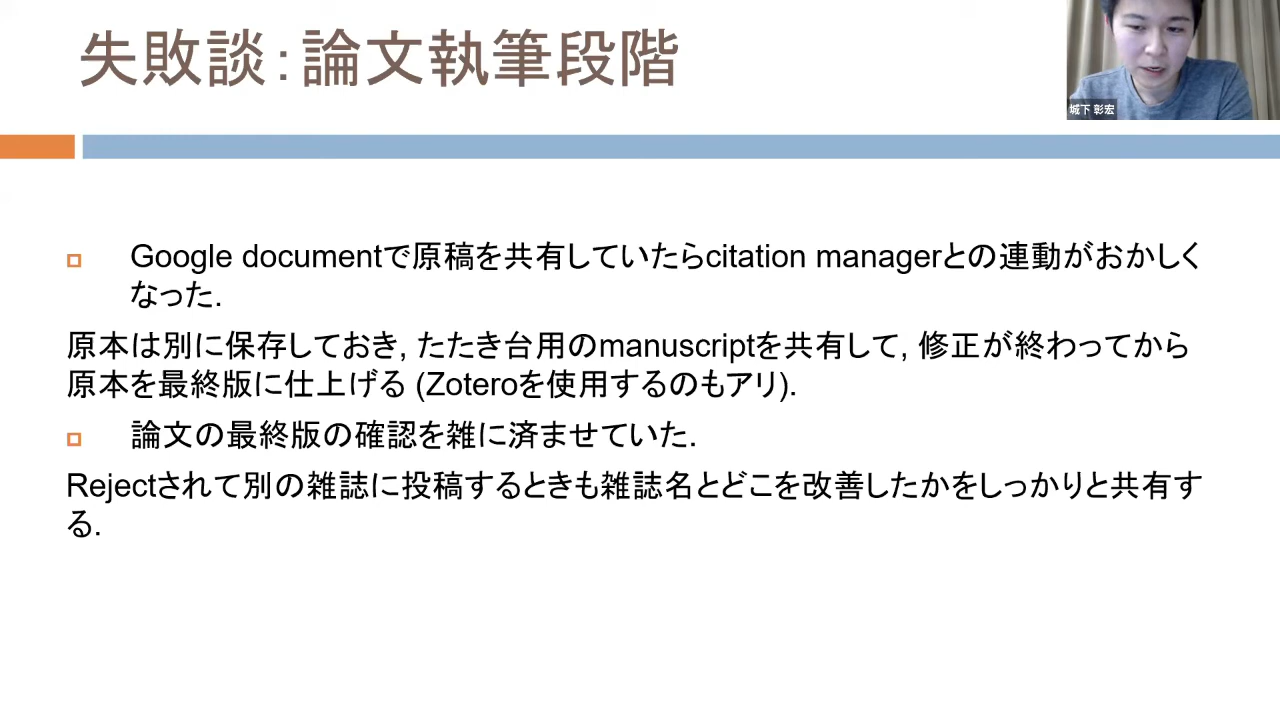 失敗談：論文執筆段階
城下 彰宏
Google documentで原稿を共有していたらcitation managerとの連動がおかしく
なった.
原本は別に保存しておき, たたき台用のmanuscriptを共有して, 修正が終わってから
原本を最終版に仕上げる (Zoteroを使用するのもアリ).
論文の最終版の確認を雑に済ませていた.
Rejectされて別の雑誌に投稿するときも雑誌名とどこを改善したかをしっかりと共有す
る.